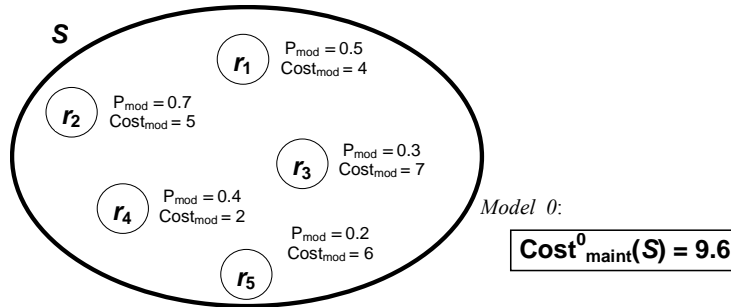 S
r1
Pmod = 0.5
Costmod = 4
r2
Pmod = 0.7
Costmod = 5
r3
Pmod = 0.3
Costmod = 7
r4
Pmod = 0.4
Costmod = 2
r5
Pmod = 0.2
Costmod = 6
Model 0:
Cost⁰maint(S) = 9.6